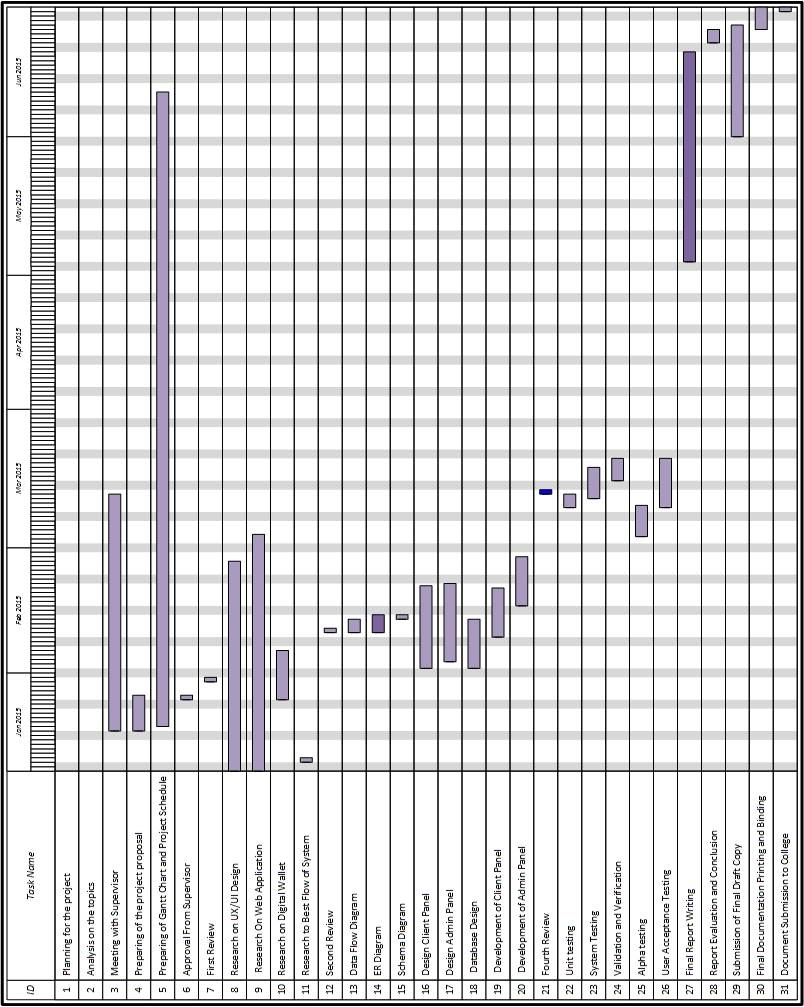 ID Task Name Jan 2015 Feb 2015 Mar 2015 Apr 2015 May 2015 Jun 2015
1 Planning for the project
2 Analysis on the topics
3 Meeting with Supervisor
4 Preparing of the project proposal
5 Preparing of Gantt Chart and Project Schedule
6 Approval From Supervisor
7 First Review
8 Research on UX/UI Design
9 Research On Web Application
10 Research on Digital Wallet
11 Research to Best Flow of System
12 Second Review
13 Data Flow Diagram
14 ER Diagram
15 Schema Diagram
16 Design Client Panel
17 Design Admin Panel
18 Database Design
19 Development of Client Panel
20 Development of Admin Panel
21 Fourth Review
22 Unit testing
23 System Testing
24 Validation and Verification
25 Alpha testing
26 User Acceptance Testing
27 Final Report Writing
28 Report Evaluation and Conclusion
29 Submission of Final Draft Copy
30 Final Documentation Printing and Binding
31 Document Submission to College